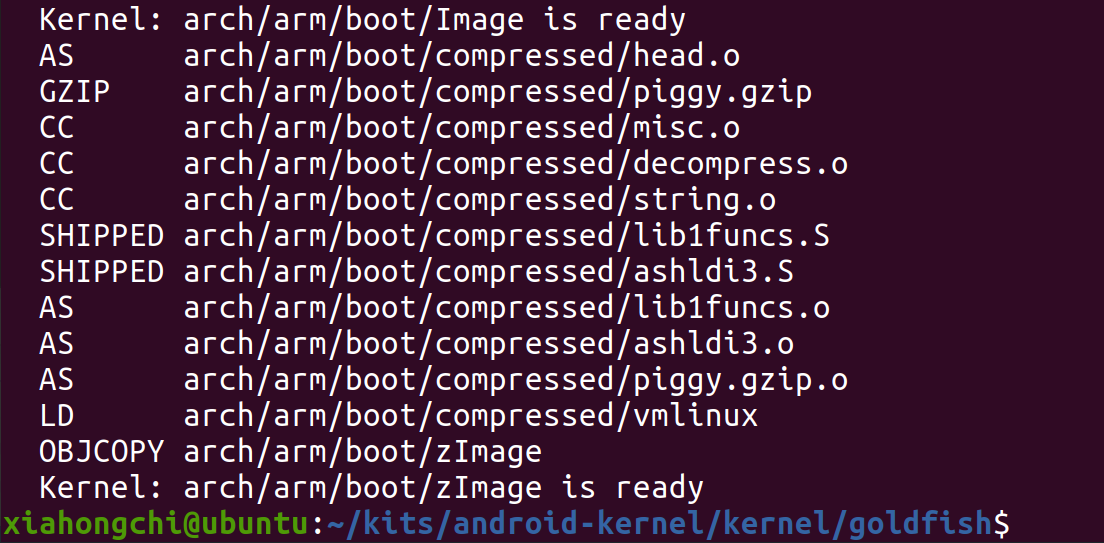 Kernel: arch/arm/boot/Image is ready
AS      arch/arm/boot/compressed/head.o
GZIP    arch/arm/boot/compressed/piggy.gzip
CC      arch/arm/boot/compressed/misc.o
CC      arch/arm/boot/compressed/decompress.o
CC      arch/arm/boot/compressed/string.o
SHIPPED arch/arm/boot/compressed/lib1funcs.S
SHIPPED arch/arm/boot/compressed/ashldi3.S
AS      arch/arm/boot/compressed/lib1funcs.o
AS      arch/arm/boot/compressed/ashldi3.o
AS      arch/arm/boot/compressed/piggy.gzip.o
LD      arch/arm/boot/compressed/vmlinux
OBJCOPY arch/arm/boot/zImage
Kernel: arch/arm/boot/zImage is ready
xiahongchi@ubuntu:~/kits/android-kernel/kernel/goldfish$